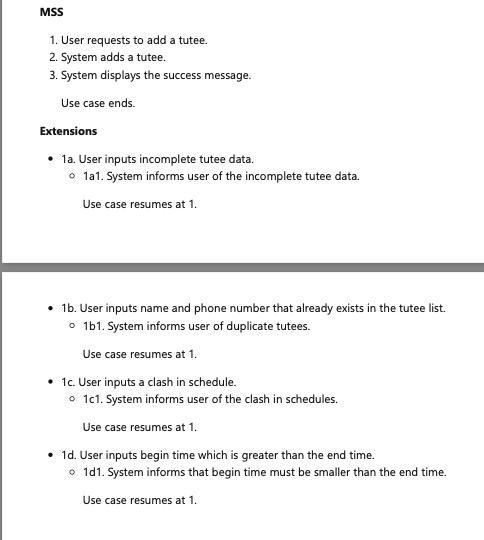 MSS
1. User requests to add a tutee.
2. System adds a tutee.
3. System displays the success message.
Use case ends.
Extensions
• 1a. User inputs incomplete tutee data.
○ 1a1. System informs user of the incomplete tutee data.
Use case resumes at 1.
• 1b. User inputs name and phone number that already exists in the tutee list.
○ 1b1. System informs user of duplicate tutees.
Use case resumes at 1.
• 1c. User inputs a clash in schedule.
○ 1c1. System informs user of the clash in schedules.
Use case resumes at 1.
• 1d. User inputs begin time which is greater than the end time.
○ 1d1. System informs that begin time must be smaller than the end time.
Use case resumes at 1.